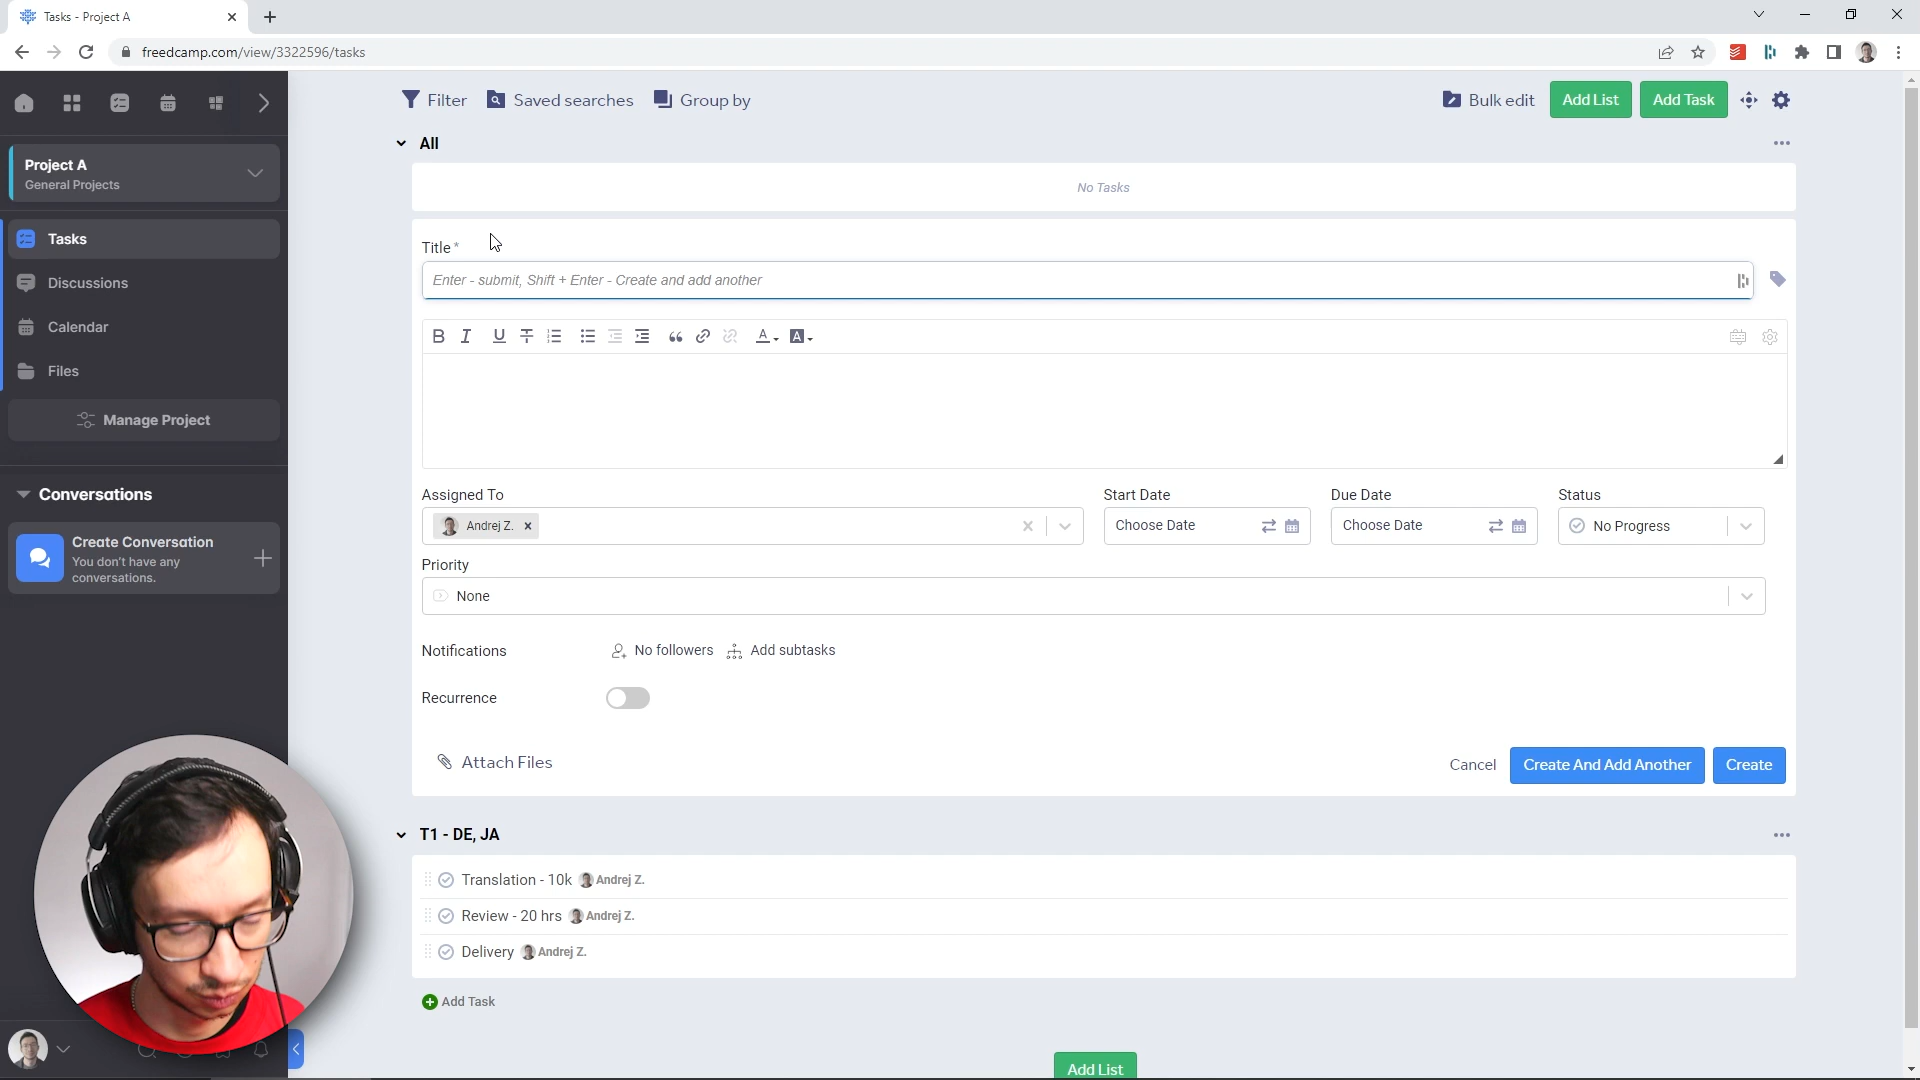 Tasks - Project A
freedcamp.com/view/3322596/tasks
Filter
Saved searches
Group by
Bulk edit
Add List
Add Task
Project A
General Projects
All
No Tasks
Tasks
Title *
Discussions
Enter - submit, Shift + Enter - Create and add another
Calendar
Files
Manage Project
Assigned To
Start Date
Due Date
Status
Andrej Z.
Choose Date
Choose Date
No Progress
Conversations
Create Conversation
You don't have any
conversations.
Priority
None
Notifications
No followers
Add subtasks
Recurrence
Attach Files
Cancel
Create And Add Another
Create
T1 - DE, JA
Translation - 10k Andrej Z.
Review - 20 hrs Andrej Z.
Delivery Andrej Z.
Add Task
Add List